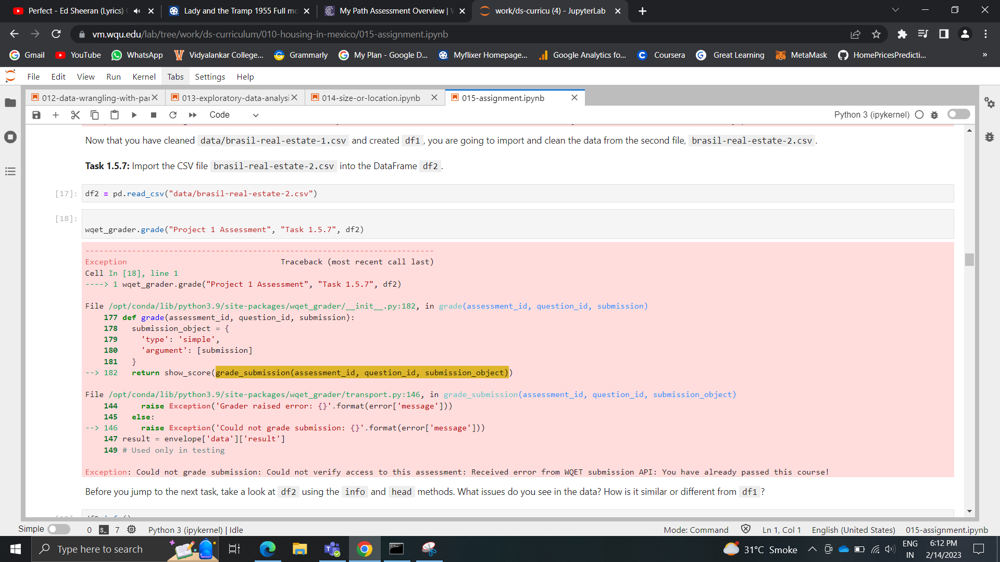 Perfect - Ed Sheeran (Lyrics)
Lady and the Tramp 1955 Full mo
My Path Assessment Overview |
work/ds-curricu (4) - JupyterLab
vm.wqu.edu/lab/tree/work/ds-curriculum/010-housing-in-mexico/015-assignment.ipynb
Gmail YouTube WhatsApp Vidyalankar College... Grammarly My Plan - Google D... Myflixer Homepage... Google Analytics fo... Coursera Great Learning MetaMask HomePricesPredicti... »
File Edit View Run Kernel Tabs Settings Help
012-data-wrangling-with-pa 013-exploratory-data-analysi 014-size-or-location.ipynb 015-assignment.ipynb
Code Python 3 (ipykernel)
Now that you have cleaned data/brasil-real-estate-1.csv and created df1, you are going to import and clean the data from the second file, brasil-real-estate-2.csv.
Task 1.5.7: Import the CSV file brasil-real-estate-2.csv into the DataFrame df2.
[17]: df2 = pd.read_csv("data/brasil-real-estate-2.csv")
[18]:
wqet_grader.grade("Project 1 Assessment", "Task 1.5.7", df2)
---------------------------------------------------------------------------
Exception Traceback (most recent call last)
Cell In [18], line 1
----> 1 wqet_grader.grade("Project 1 Assessment", "Task 1.5.7", df2)
File /opt/conda/lib/python3.9/site-packages/wqet_grader/__init__.py:182, in grade(assessment_id, question_id, submission)
177 def grade(assessment_id, question_id, submission):
178 submission_object = {
179 'type': 'simple',
180 'argument': [submission]
181 }
--> 182 return show_score(grade_submission(assessment_id, question_id, submission_object))
File /opt/conda/lib/python3.9/site-packages/wqet_grader/transport.py:146, in grade_submission(assessment_id, question_id, submission_object)
144 raise Exception('Grader raised error: {}'.format(error['message']))
145 else:
--> 146 raise Exception('Could not grade submission: {}'.format(error['message']))
147 result = envelope['data']['result']
149 # Used only in testing
Exception: Could not grade submission: Could not verify access to this assessment: Received error from WQET submission API: You have already passed this course!
Before you jump to the next task, take a look at df2 using the info and head methods. What issues do you see in the data? How is it similar or different from df1?
Simple 0 7 Python 3 (ipykernel) | Idle Mode: Command Ln 1, Col 1 English (United States) 015-assignment.ipynb
Type here to search
31°C Smoke
ENG
IN
6:12 PM
2/14/2023